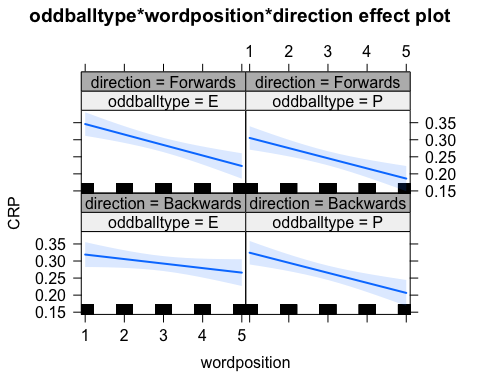 oddballtype*wordposition*direction effect plot
1 2 3 4 5
direction = Forwards direction = Forwards
oddballtype = E oddballtype = P
0.35
0.30
0.25
0.20
0.15
direction = Backwards direction = Backwards
oddballtype = E oddballtype = P
CRP
0.35
0.30
0.25
0.20
0.15
1 2 3 4 5
wordposition